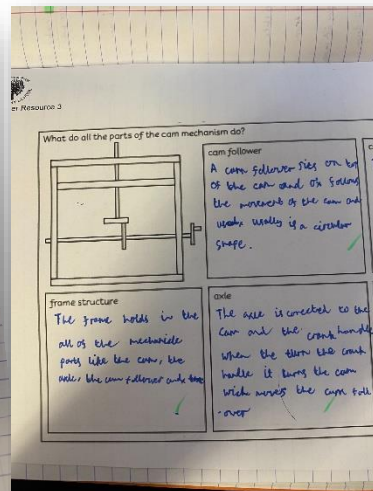 er Resource 3
What do all the parts of the cam mechanism do?
cam follower
A cam follower sits on top
of the cam and it follows
the movement of the cam and
usually is a circular
shape.
frame structure
The frame holds in the
all of the mechanicle
parts like the cam, the
axle, the cam follower and the
axle
The axle is conected to the
cam and the crank handle
when the turn the crank
handle it turns the cam
wich moves the cam foll
-over